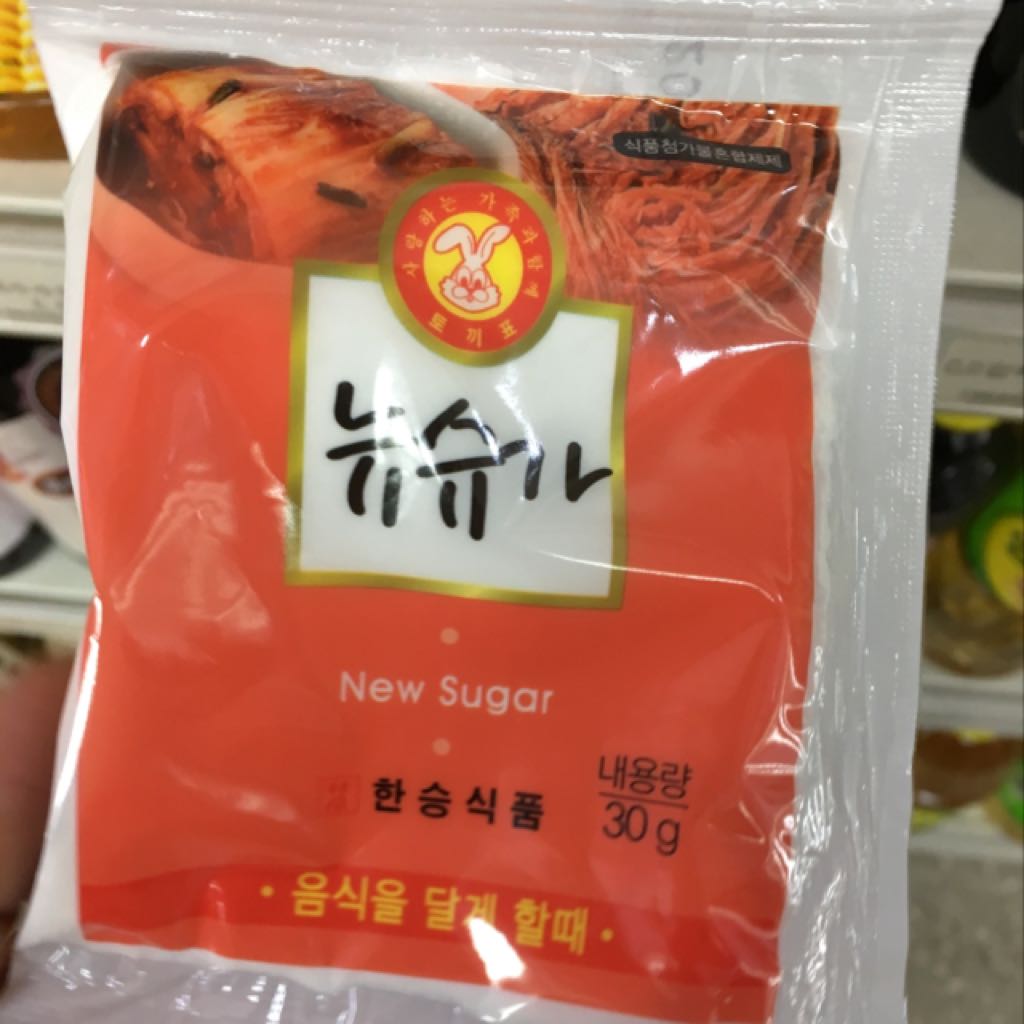 식품첨가물혼합제제
사랑하는 가족과 함께
토끼표
뉴슈가
New Sugar
한승식품
내용량
30g
• 음식을 달게 할때 •